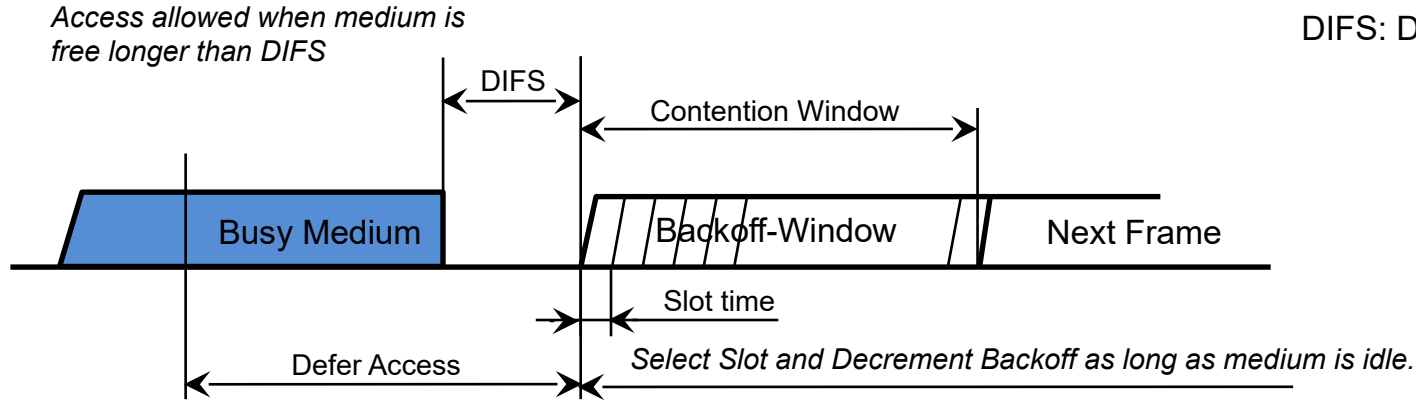 Access allowed when medium is
free longer than DIFS
DIFS: D
DIFS
Contention Window
Busy Medium
Backoff-Window
Next Frame
Slot time
Defer Access
Select Slot and Decrement Backoff as long as medium is idle.